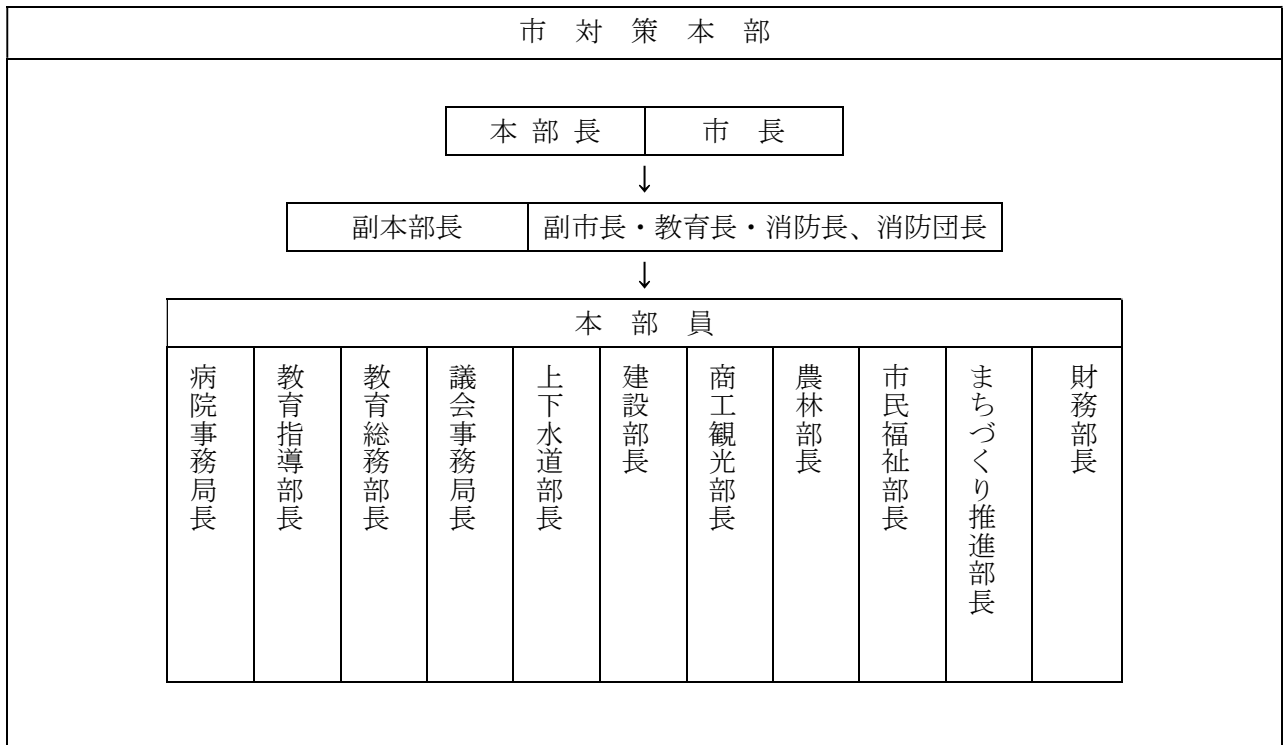 市対策本部
本部長 市長
↓
副本部長 副市長・教育長・消防長、消防団長
↓
本部員
財務部長
まちづくり推進部長
市民福祉部長
農林部長
商工観光部長
建設部長
上下水道部長
議会事務局長
教育総務部長
教育指導部長
病院事務局長